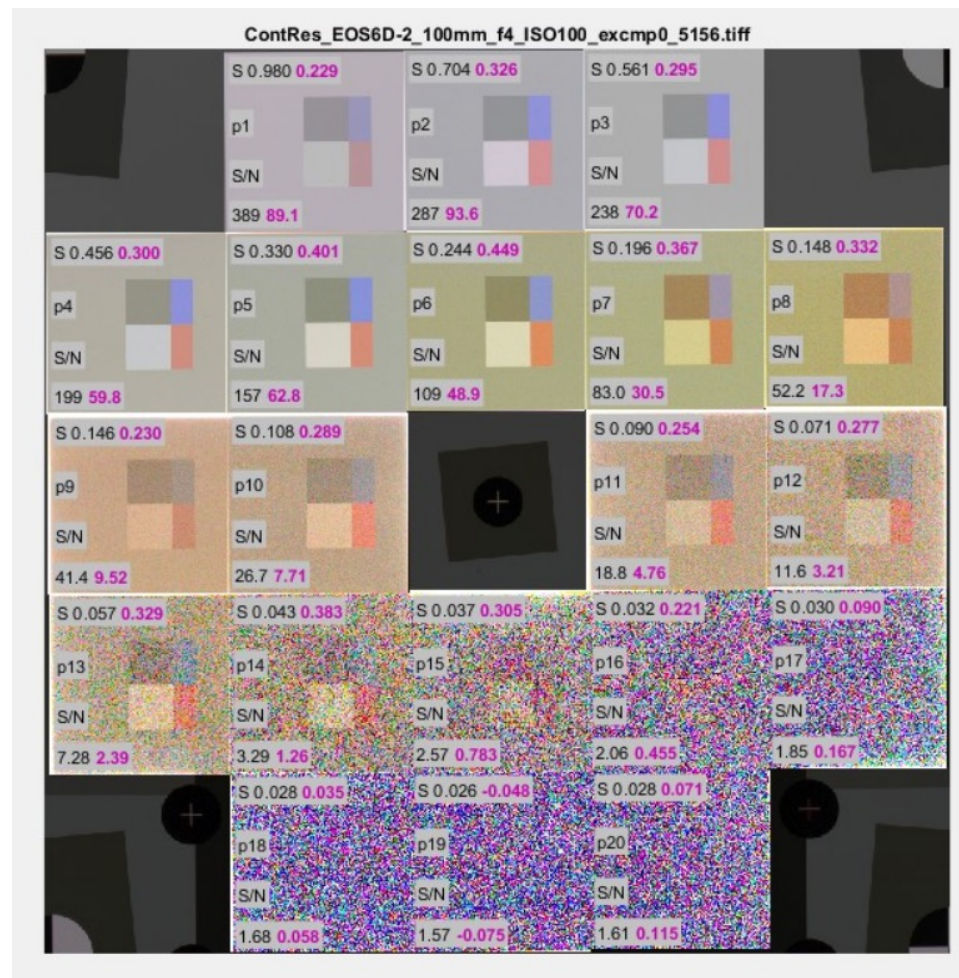 ContRes_EOS6D-2_100mm_f4_ISO100_excmp0_5156.tiff
S 0.980 0.229
S 0.704 0.326
S 0.561 0.295
p1
p2
p3
S/N
S/N
S/N
389 89.1
287 93.6
238 70.2
S 0.456 0.300
S 0.330 0.401
S 0.244 0.449
S 0.196 0.367
S 0.148 0.332
p4
p5
p6
p7
p8
S/N
S/N
S/N
S/N
S/N
199 59.8
157 62.8
109 48.9
83.0 30.5
52.2 17.3
S 0.146 0.230
S 0.108 0.289
S 0.090 0.254
S 0.071 0.277
p9
p10
p11
p12
S/N
S/N
S/N
S/N
41.4 9.52
26.7 7.71
18.8 4.76
11.6 3.21
S 0.057 0.329
S 0.043 0.383
S 0.037 0.305
S 0.032 0.221
S 0.030 0.090
p13
p14
p15
p16
p17
S/N
S/N
S/N
S/N
S/N
7.28 2.39
3.29 1.26
2.57 0.783
2.06 0.455
1.85 0.167
S 0.028 0.035
S 0.026 -0.048
S 0.028 0.071
p18
p19
p20
S/N
S/N
S/N
1.68 0.058
1.57 -0.075
1.61 0.115